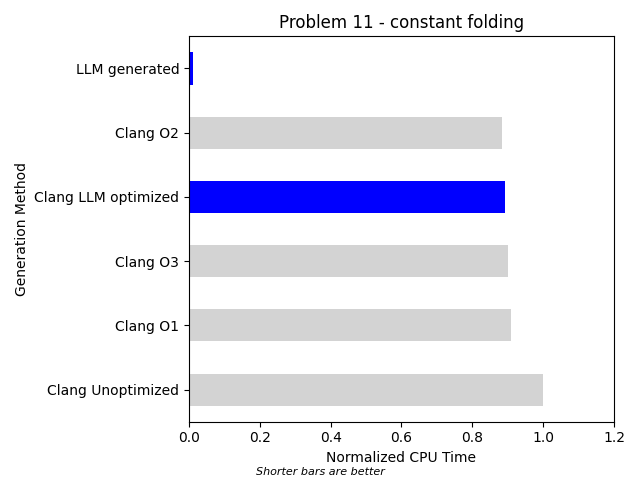 Problem 11 - constant folding
LLM generated
Clang O2
Clang LLM optimized
Clang O3
Clang O1
Clang Unoptimized
Generation Method
0.0 0.2 0.4 0.6 0.8 1.0 1.2
Normalized CPU Time
Shorter bars are better